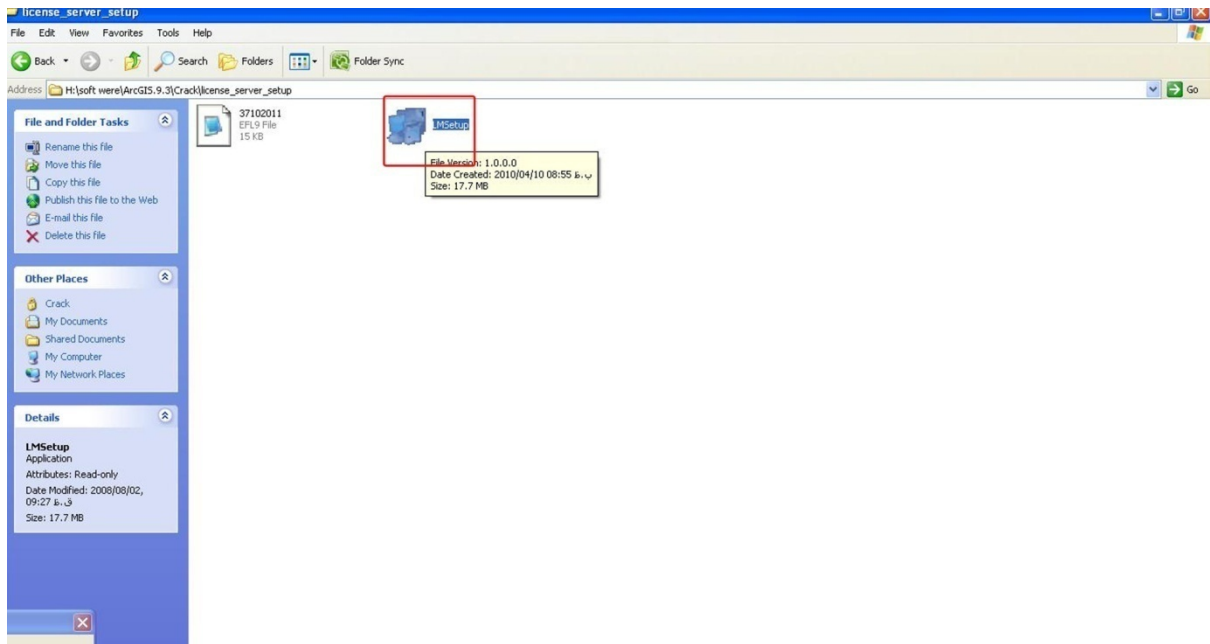 license_server_setup
File Edit View Favorites Tools Help
Back Search Folders Folder Sync
Address H:\soft were\ArcGIS.9.3\Crack\license_server_setup Go
File and Folder Tasks
Rename this file
Move this file
Copy this file
Publish this file to the Web
E-mail this file
Delete this file
Other Places
Crack
My Documents
Shared Documents
My Computer
My Network Places
Details
LMSetup
Application
Attributes: Read-only
Date Modified: 2008/08/02,
09:27 ق.ظ
Size: 17.7 MB
37102011
EFL9 File
15 KB
LMSetup
File Version: 1.0.0.0
Date Created: 2010/04/10 08:55 ب.ظ
Size: 17.7 MB